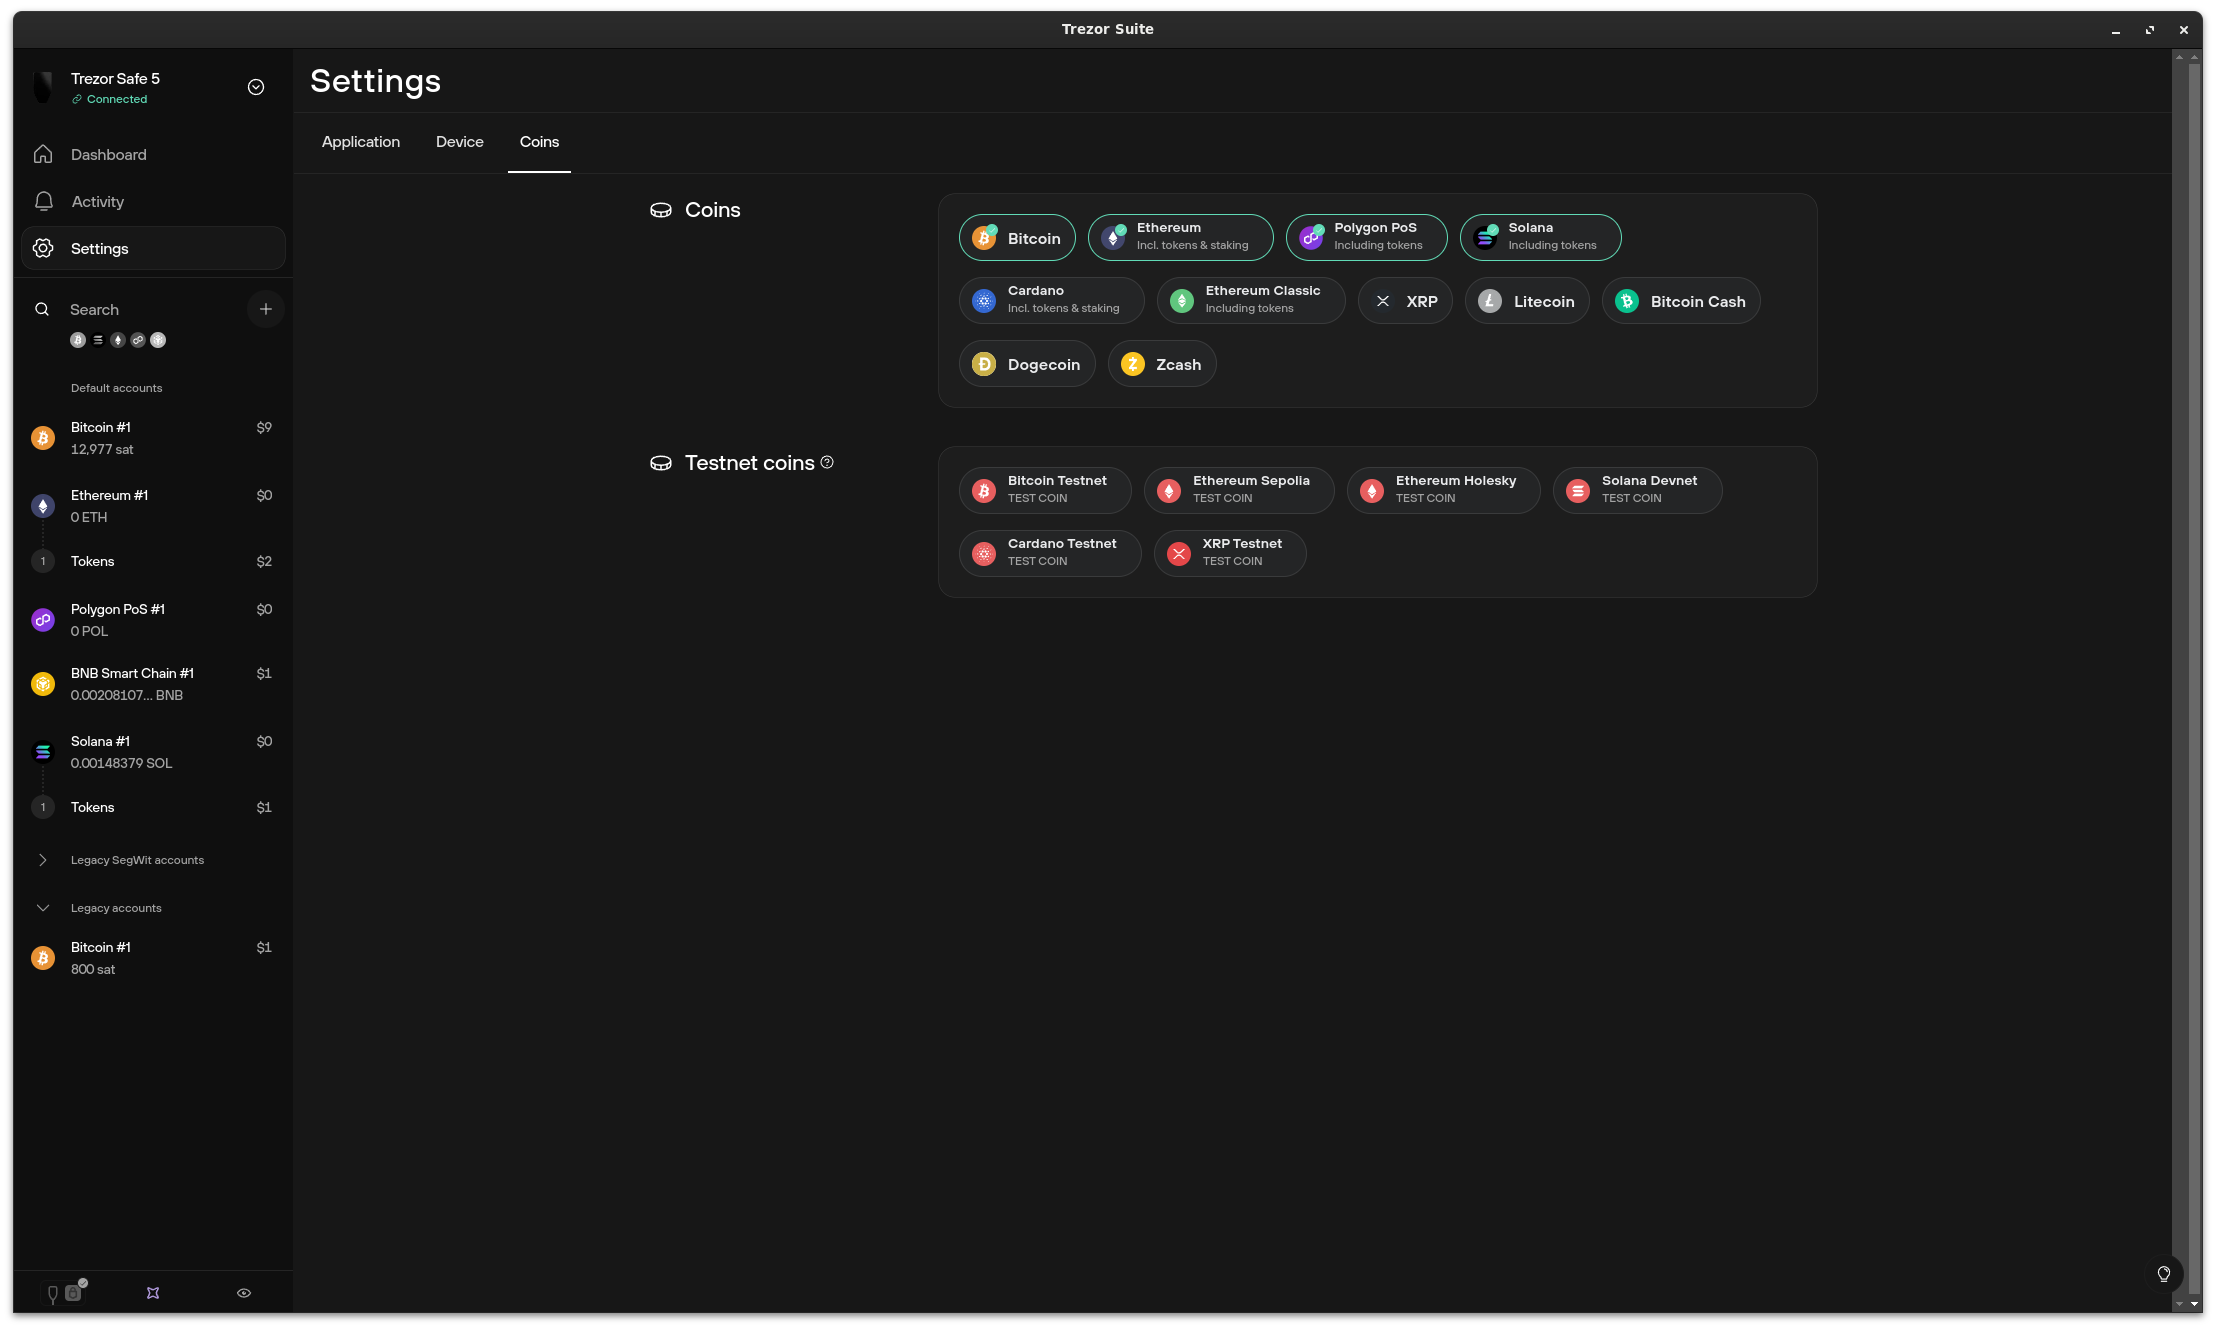 Trezor Suite
Trezor Safe 5
Connected
Dashboard
Activity
Settings
Search
Default accounts
Bitcoin #1 $9
12,977 sat
Ethereum #1 $0
0 ETH
1 Tokens $2
Polygon PoS #1 $0
0 POL
BNB Smart Chain #1 $1
0.00208107... BNB
Solana #1 $0
0.00148379 SOL
1 Tokens $1
Legacy SegWit accounts
Legacy accounts
Bitcoin #1 $1
800 sat
Settings
Application Device Coins
Coins
Bitcoin
Ethereum
Incl. tokens & staking
Polygon PoS
Including tokens
Solana
Including tokens
Cardano
Incl. tokens & staking
Ethereum Classic
Including tokens
XRP
Litecoin
Bitcoin Cash
Dogecoin
Zcash
Testnet coins
Bitcoin Testnet
TEST COIN
Ethereum Sepolia
TEST COIN
Ethereum Holesky
TEST COIN
Solana Devnet
TEST COIN
Cardano Testnet
TEST COIN
XRP Testnet
TEST COIN